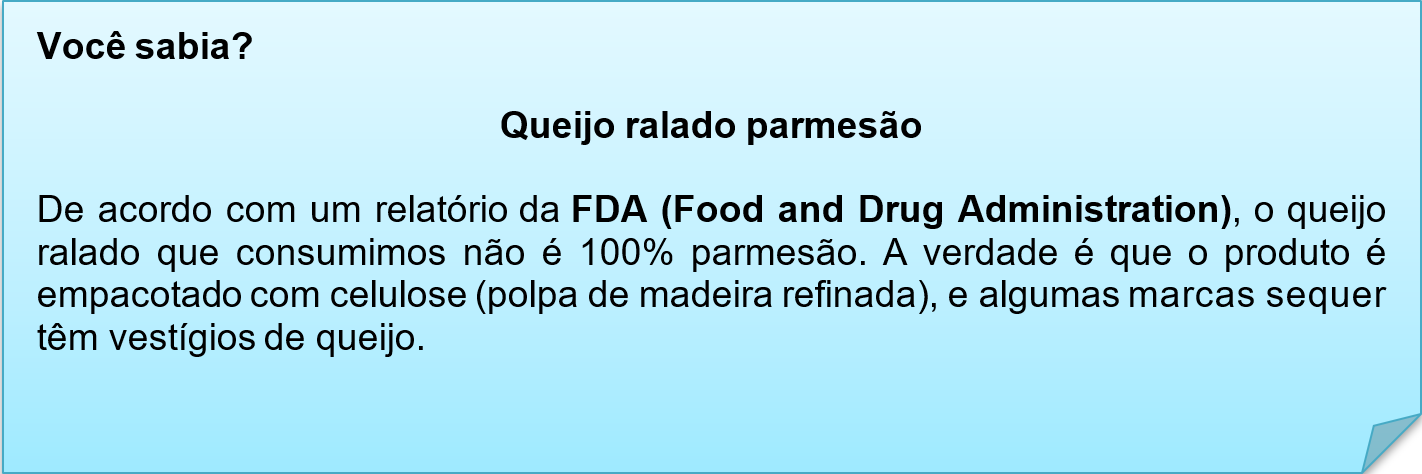 Você sabia?
Queijo ralado parmesão
De acordo com um relatório da FDA (Food and Drug Administration), o queijo
ralado que consumimos não é 100% parmesão. A verdade é que o produto é
empacotado com celulose (polpa de madeira refinada), e algumas marcas sequer
têm vestígios de queijo.